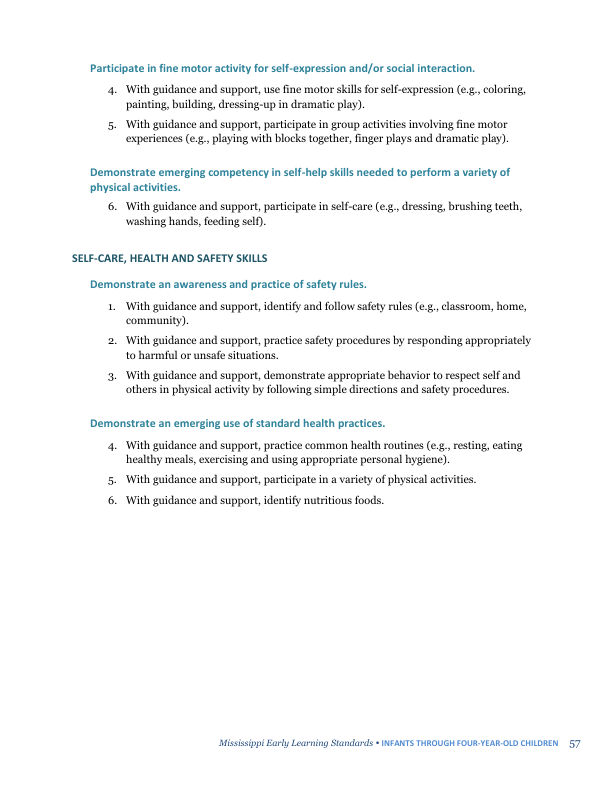 Participate in fine motor activity for self-expression and/or social interaction.
4. With guidance and support, use fine motor skills for self-expression (e.g., coloring,
painting, building, dressing-up in dramatic play).
5. With guidance and support, participate in group activities involving fine motor
experiences (e.g., playing with blocks together, finger plays and dramatic play).
Demonstrate emerging competency in self-help skills needed to perform a variety of
physical activities.
6. With guidance and support, participate in self-care (e.g., dressing, brushing teeth,
washing hands, feeding self).
SELF-CARE, HEALTH AND SAFETY SKILLS
Demonstrate an awareness and practice of safety rules.
1. With guidance and support, identify and follow safety rules (e.g., classroom, home,
community).
2. With guidance and support, practice safety procedures by responding appropriately
to harmful or unsafe situations.
3. With guidance and support, demonstrate appropriate behavior to respect self and
others in physical activity by following simple directions and safety procedures.
Demonstrate an emerging use of standard health practices.
4. With guidance and support, practice common health routines (e.g., resting, eating
healthy meals, exercising and using appropriate personal hygiene).
5. With guidance and support, participate in a variety of physical activities.
6. With guidance and support, identify nutritious foods.
Mississippi Early Learning Standards • INFANTS THROUGH FOUR-YEAR-OLD CHILDREN 57